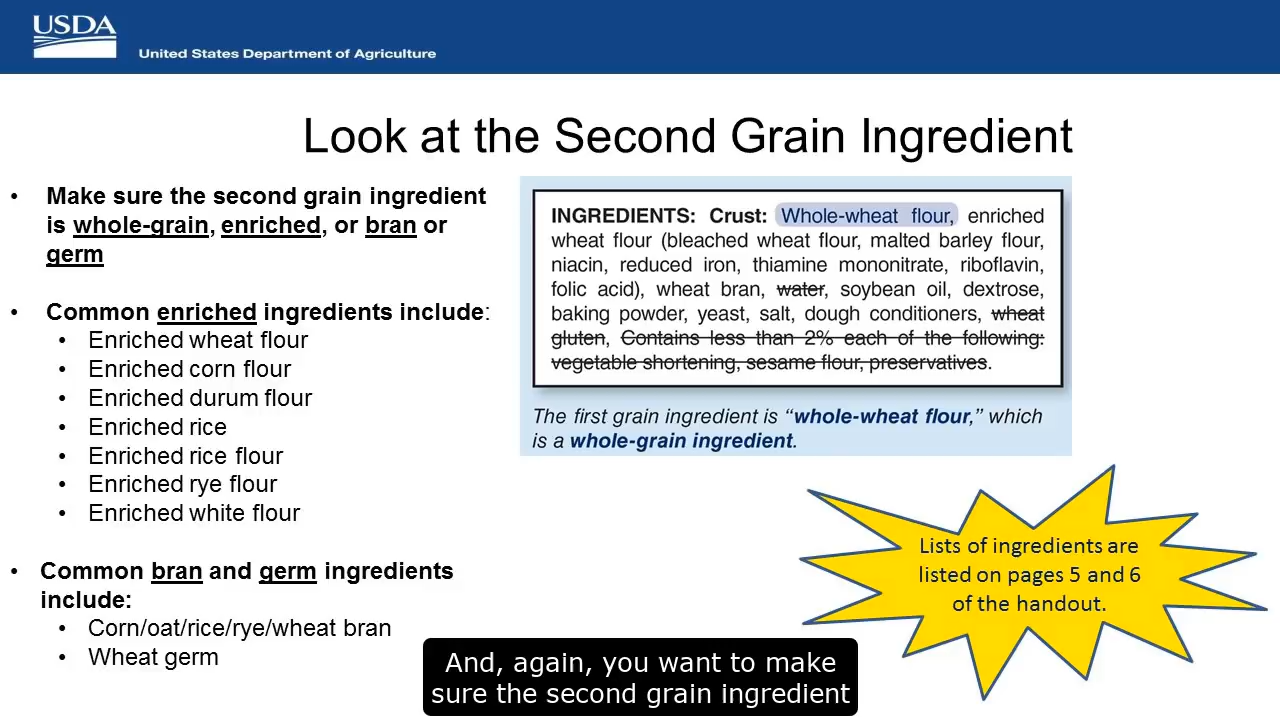 USDA
United States Department of Agriculture
Look at the Second Grain Ingredient
• Make sure the second grain ingredient
is whole-grain, enriched, or bran or
germ
• Common enriched ingredients include:
• Enriched wheat flour
• Enriched corn flour
• Enriched durum flour
• Enriched rice
• Enriched rice flour
• Enriched rye flour
• Enriched white flour
• Common bran and germ ingredients
include:
• Corn/oat/rice/rye/wheat bran
• Wheat germ
INGREDIENTS: Crust: Whole-wheat flour, enriched
wheat flour (bleached wheat flour, malted barley flour,
niacin, reduced iron, thiamine mononitrate, riboflavin,
folic acid), wheat bran, water, soybean oil, dextrose,
baking powder, yeast, salt, dough conditioners, wheat
gluten, Contains less than 2% each of the following:
vegetable shortening, sesame flour, preservatives.
The first grain ingredient is “whole-wheat flour,” which
is a whole-grain ingredient.
Lists of ingredients are
listed on pages 5 and 6
of the handout.
And, again, you want to make
sure the second grain ingredient